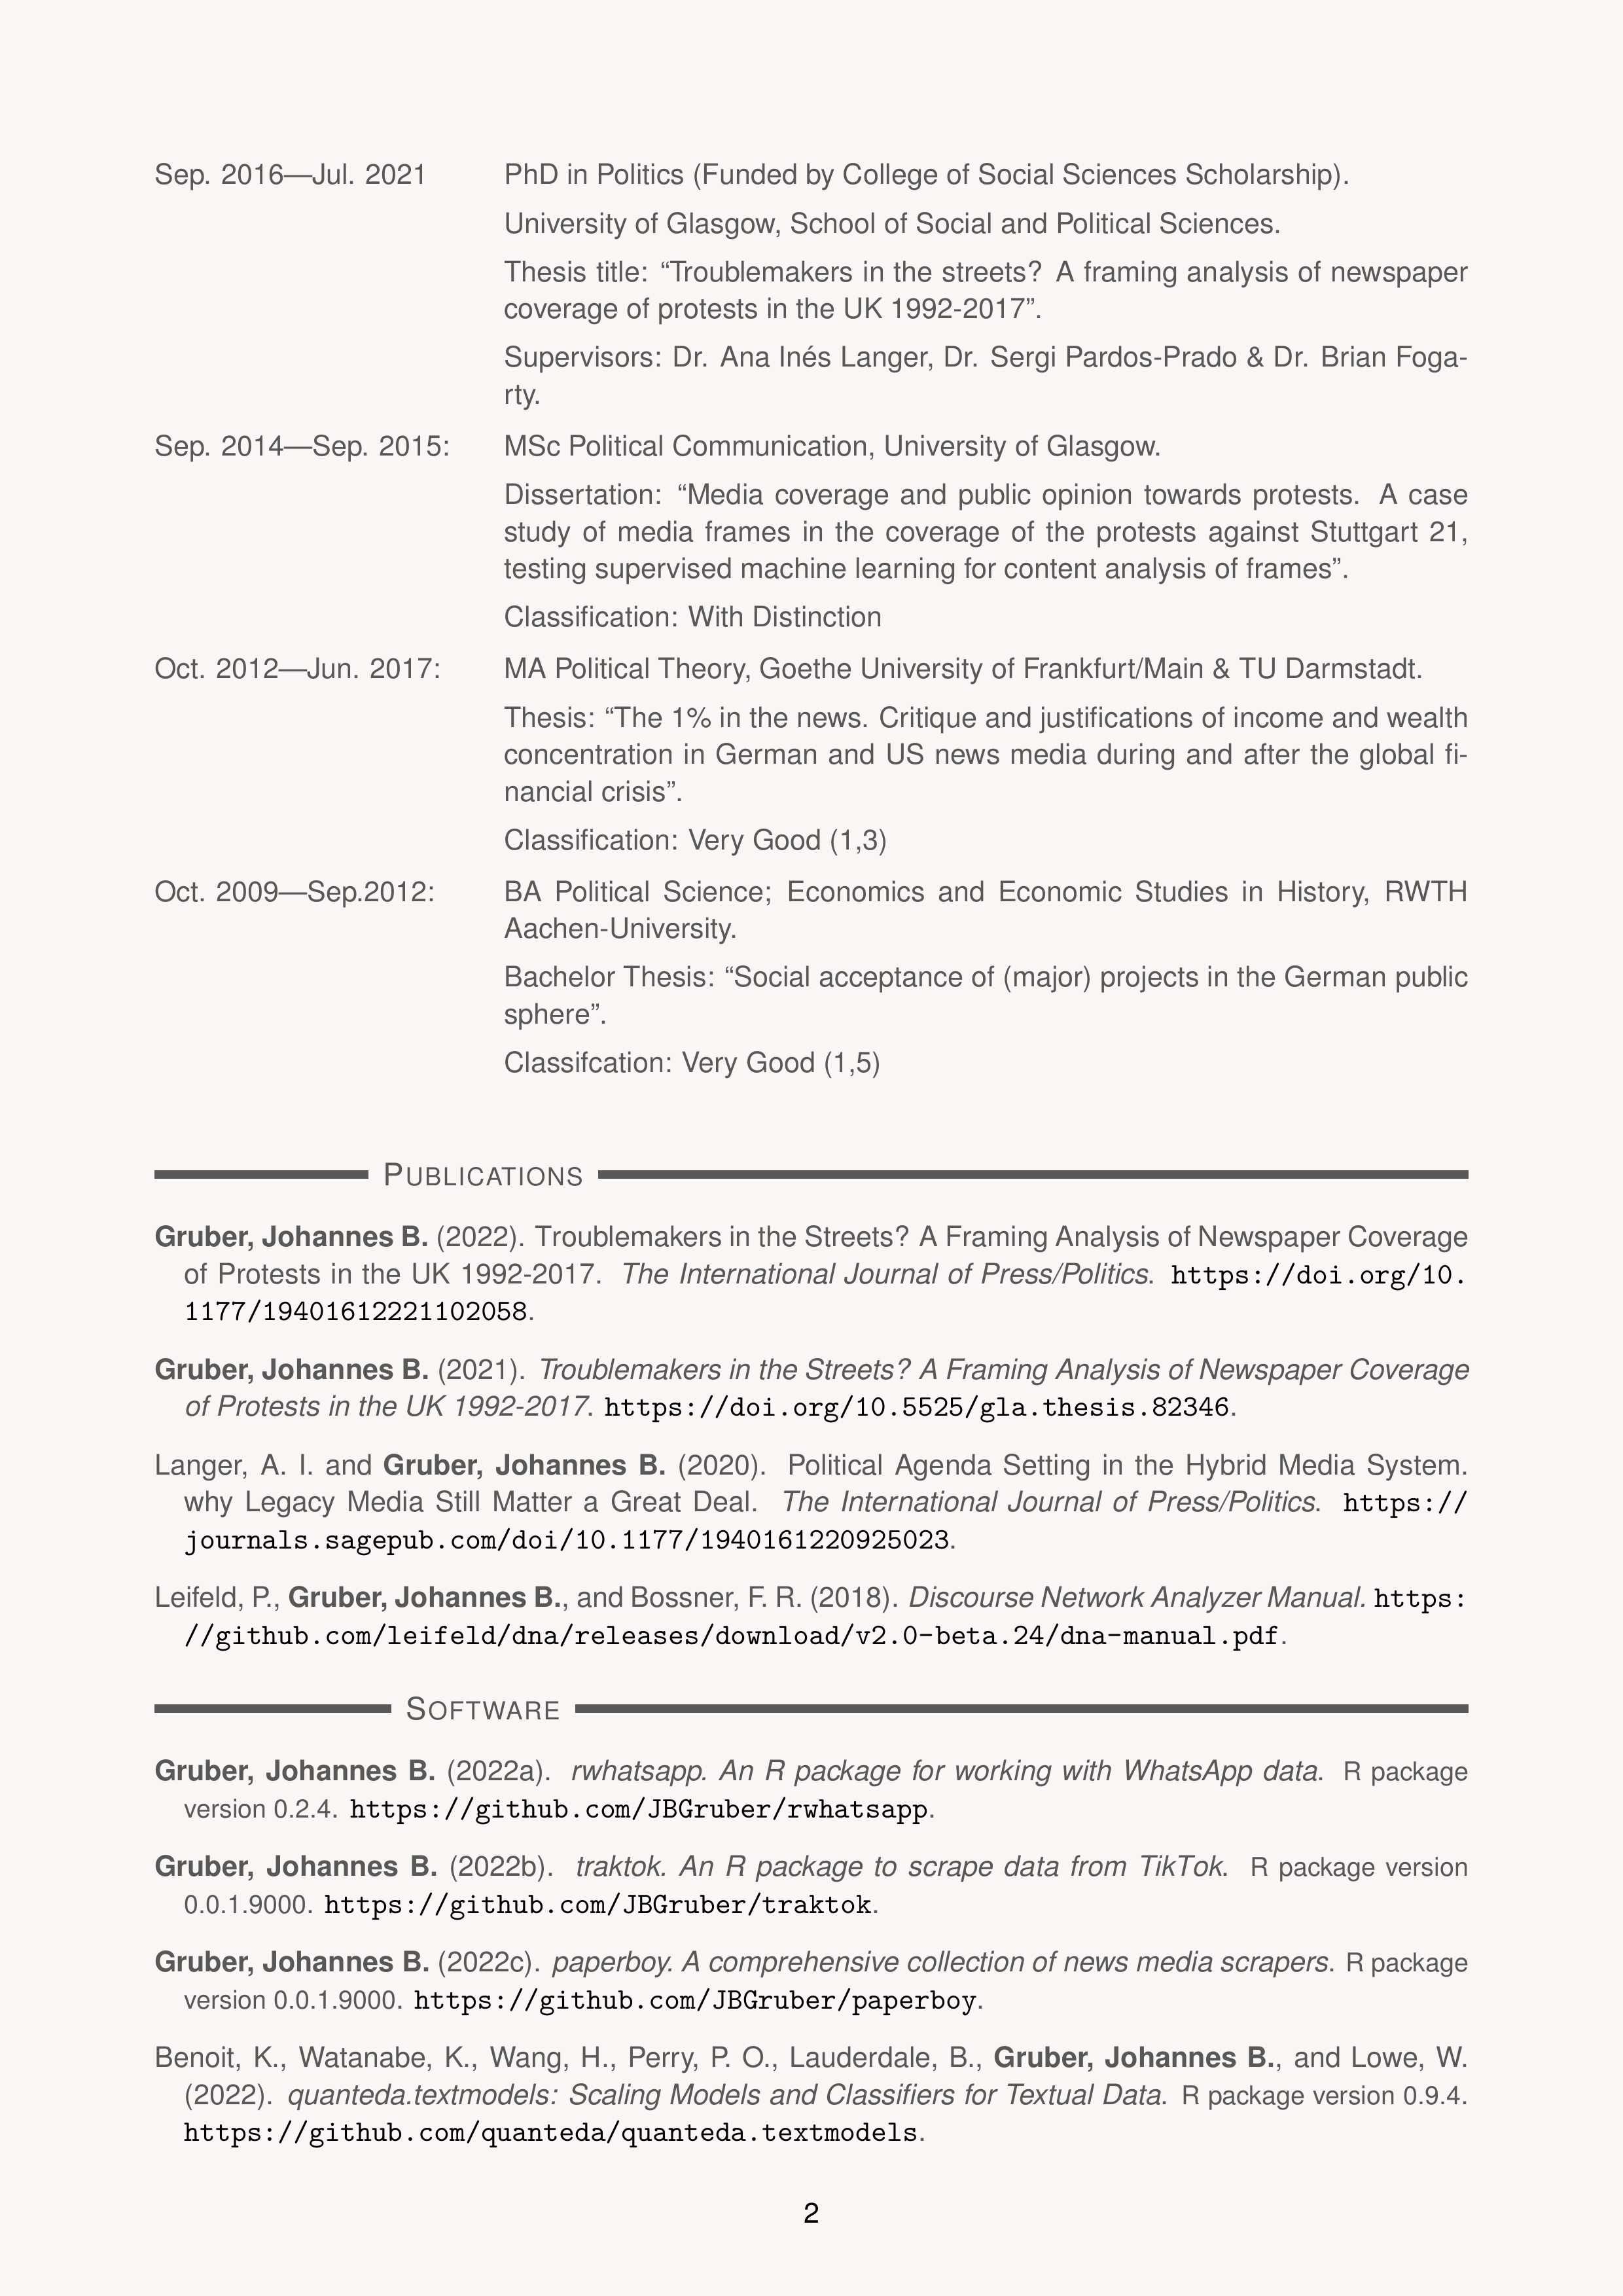 Sep. 2016—Jul. 2021 PhD in Politics (Funded by College of Social Sciences Scholarship).
University of Glasgow, School of Social and Political Sciences.
Thesis title: “Troublemakers in the streets? A framing analysis of newspaper
coverage of protests in the UK 1992-2017”.
Supervisors: Dr. Ana Inés Langer, Dr. Sergi Pardos-Prado & Dr. Brian Foga-
rty.
Sep. 2014—Sep. 2015: MSc Political Communication, University of Glasgow.
Dissertation: “Media coverage and public opinion towards protests. A case
study of media frames in the coverage of the protests against Stuttgart 21,
testing supervised machine learning for content analysis of frames”.
Classification: With Distinction
Oct. 2012—Jun. 2017: MA Political Theory, Goethe University of Frankfurt/Main & TU Darmstadt.
Thesis: “The 1% in the news. Critique and justifications of income and wealth
concentration in German and US news media during and after the global fi-
nancial crisis”.
Classification: Very Good (1,3)
Oct. 2009—Sep.2012: BA Political Science; Economics and Economic Studies in History, RWTH
Aachen-University.
Bachelor Thesis: “Social acceptance of (major) projects in the German public
sphere”.
Classifcation: Very Good (1,5)
PUBLICATIONS
Gruber, Johannes B. (2022). Troublemakers in the Streets? A Framing Analysis of Newspaper Coverage
of Protests in the UK 1992-2017. The International Journal of Press/Politics. https://doi.org/10.
1177/19401612221102058.
Gruber, Johannes B. (2021). Troublemakers in the Streets? A Framing Analysis of Newspaper Coverage
of Protests in the UK 1992-2017. https://doi.org/10.5525/gla.thesis.82346.
Langer, A. I. and Gruber, Johannes B. (2020). Political Agenda Setting in the Hybrid Media System.
why Legacy Media Still Matter a Great Deal. The International Journal of Press/Politics. https://
journals.sagepub.com/doi/10.1177/1940161220925023.
Leifeld, P., Gruber, Johannes B., and Bossner, F. R. (2018). Discourse Network Analyzer Manual. https:
//github.com/leifeld/dna/releases/download/v2.0-beta.24/dna-manual.pdf.
SOFTWARE
Gruber, Johannes B. (2022a). rwhatsapp. An R package for working with WhatsApp data. R package
version 0.2.4. https://github.com/JBGruber/rwhatsapp.
Gruber, Johannes B. (2022b). traktok. An R package to scrape data from TikTok. R package version
0.0.1.9000. https://github.com/JBGruber/traktok.
Gruber, Johannes B. (2022c). paperboy. A comprehensive collection of news media scrapers. R package
version 0.0.1.9000. https://github.com/JBGruber/paperboy.
Benoit, K., Watanabe, K., Wang, H., Perry, P. O., Lauderdale, B., Gruber, Johannes B., and Lowe, W.
(2022). quanteda.textmodels: Scaling Models and Classifiers for Textual Data. R package version 0.9.4.
https://github.com/quanteda/quanteda.textmodels.
2